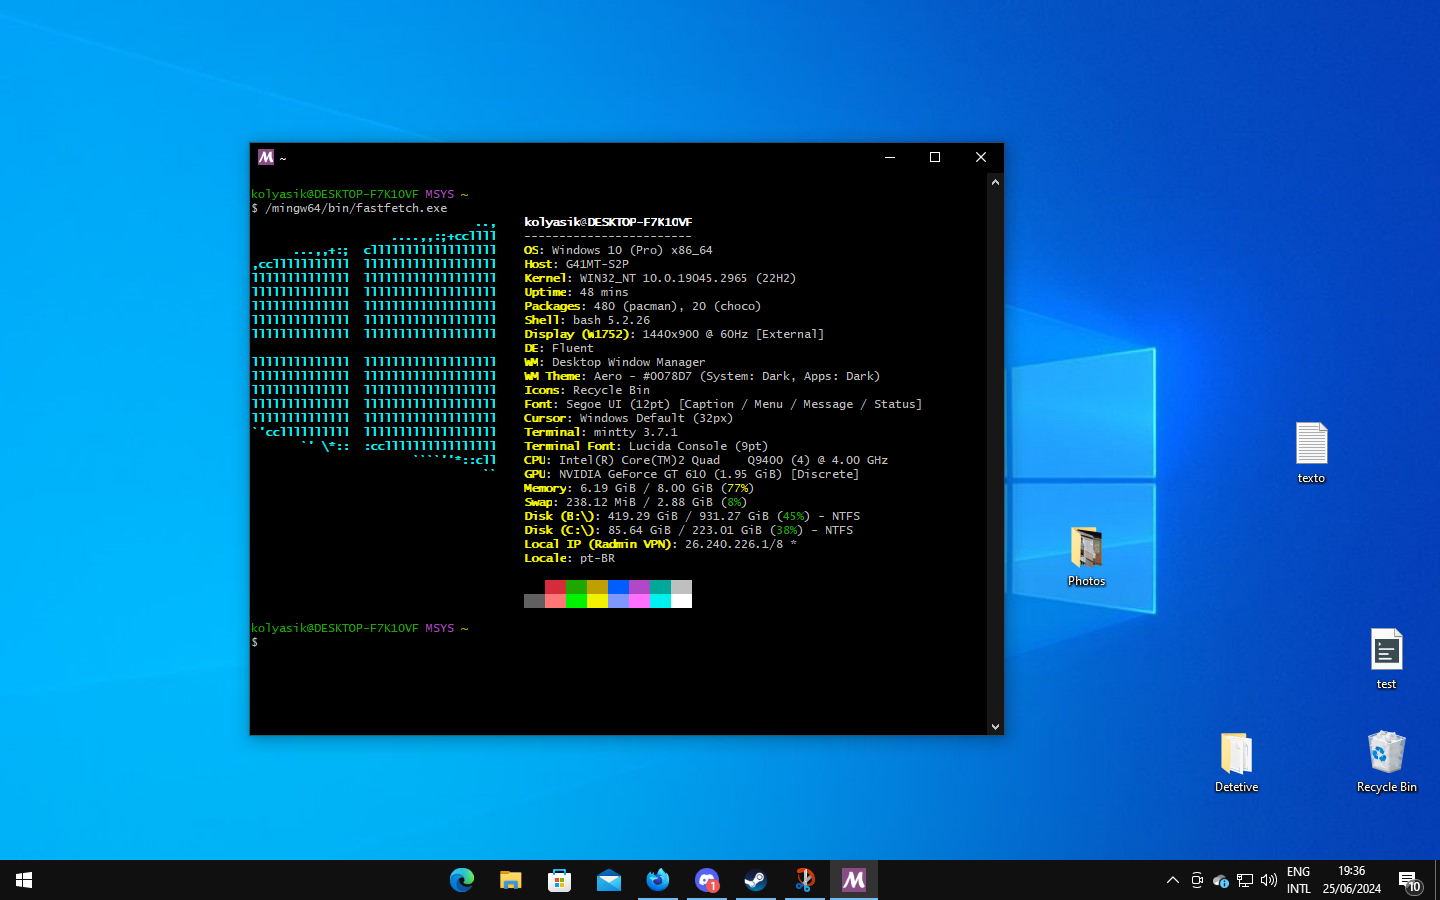 ~
kolyasik@DESKTOP-F7K1OVF MSYS ~
$ /mingw64/bin/fastfetch.exe
kolyasik@DESKTOP-F7K1OVF
------------------------
OS: Windows 10 (Pro) x86_64
Host: G41MT-S2P
Kernel: WIN32_NT 10.0.19045.2965 (22H2)
Uptime: 48 mins
Packages: 480 (pacman), 20 (choco)
Shell: bash 5.2.26
Display (W1752): 1440x900 @ 60Hz [External]
DE: Fluent
WM: Desktop Window Manager
WM Theme: Aero - #0078D7 (System: Dark, Apps: Dark)
Icons: Recycle Bin
Font: Segoe UI (12pt) [Caption / Menu / Message / Status]
Cursor: Windows Default (32px)
Terminal: mintty 3.7.1
Terminal Font: Lucida Console (9pt)
CPU: Intel(R) Core(TM)2 Quad    Q9400 (4) @ 4.00 GHz
GPU: NVIDIA GeForce GT 610 (1.95 GiB) [Discrete]
Memory: 6.19 GiB / 8.00 GiB (77%)
Swap: 238.12 MiB / 2.88 GiB (8%)
Disk (B:\): 419.29 GiB / 931.27 GiB (45%) - NTFS
Disk (C:\): 85.64 GiB / 223.01 GiB (38%) - NTFS
Local IP (Radmin VPN): 26.240.226.1/8 *
Locale: pt-BR
kolyasik@DESKTOP-F7K1OVF MSYS ~
$
texto
Photos
test
Detetive
Recycle Bin
1
ENG
INTL
19:36
25/06/2024
10